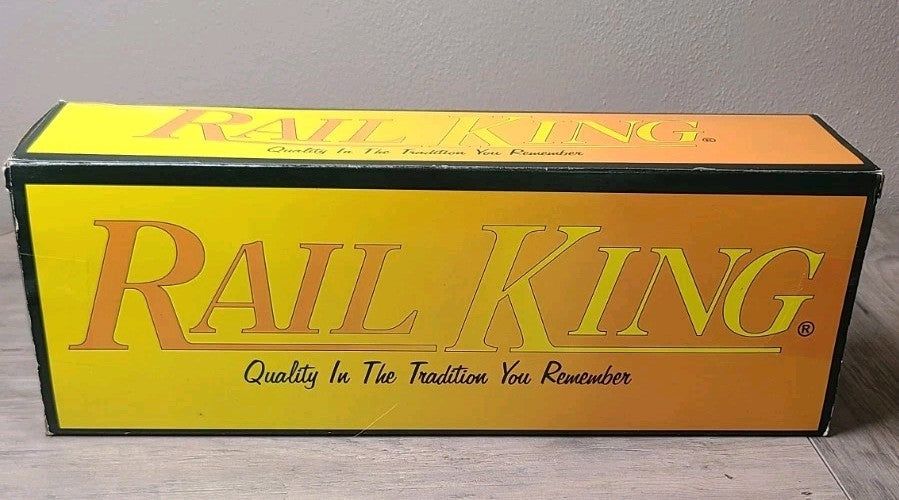 RAIL KING®
Quality In The Tradition You Remember
RAIL KING®
Quality In The Tradition You Remember